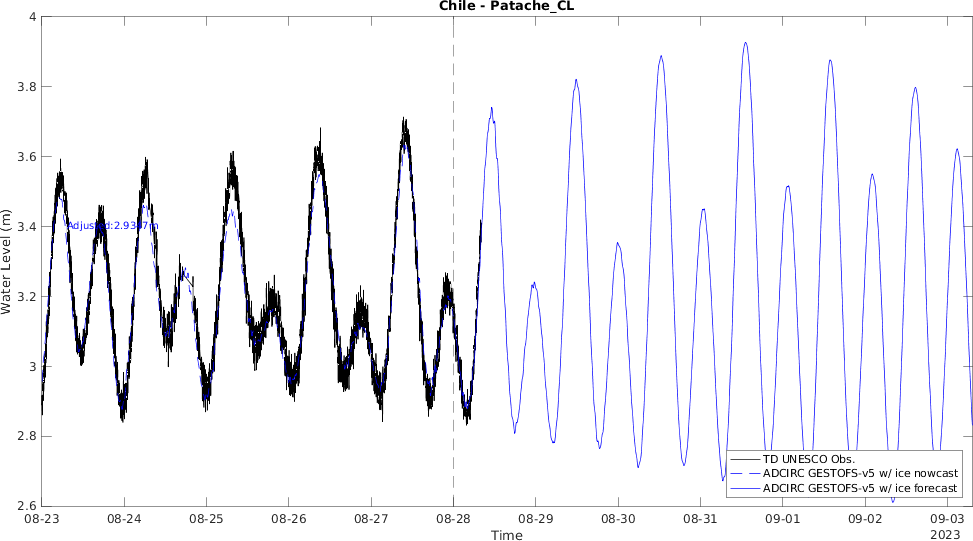 Chile - Patache_CL
4
3.8
3.6
3.4
3.2
3
2.8
2.6
Water Level (m)
TD UNESCO Obs.
ADCIRC GESTOFS-v5 w/ ice nowcast
ADCIRC GESTOFS-v5 w/ ice forecast
08-23 08-24 08-25 08-26 08-27 08-28 08-29 08-30 08-31 09-01 09-02 09-03
Time
2023